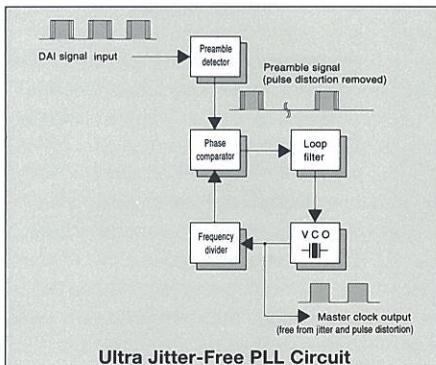 DAI signal input
Preamble
detector
Preamble signal
(pulse distortion removed)
Phase
comparator
Loop
filter
Frequency
divider
V C O
Master clock output
(free from jitter and pulse distortion)
Ultra Jitter-Free PLL Circuit